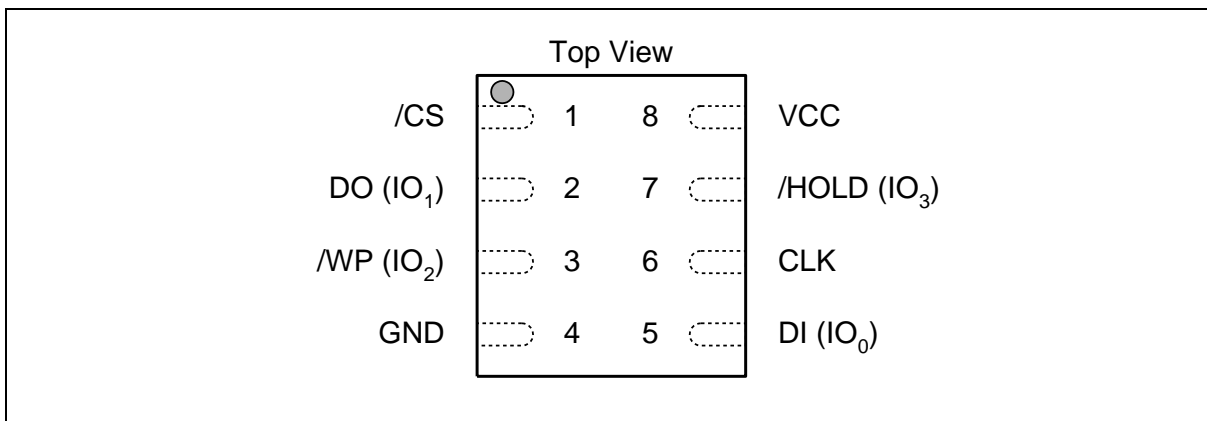 Top View
/CS 1 8 VCC
DO (IO₁) 2 7 /HOLD (IO₃)
/WP (IO₂) 3 6 CLK
GND 4 5 DI (IO₀)